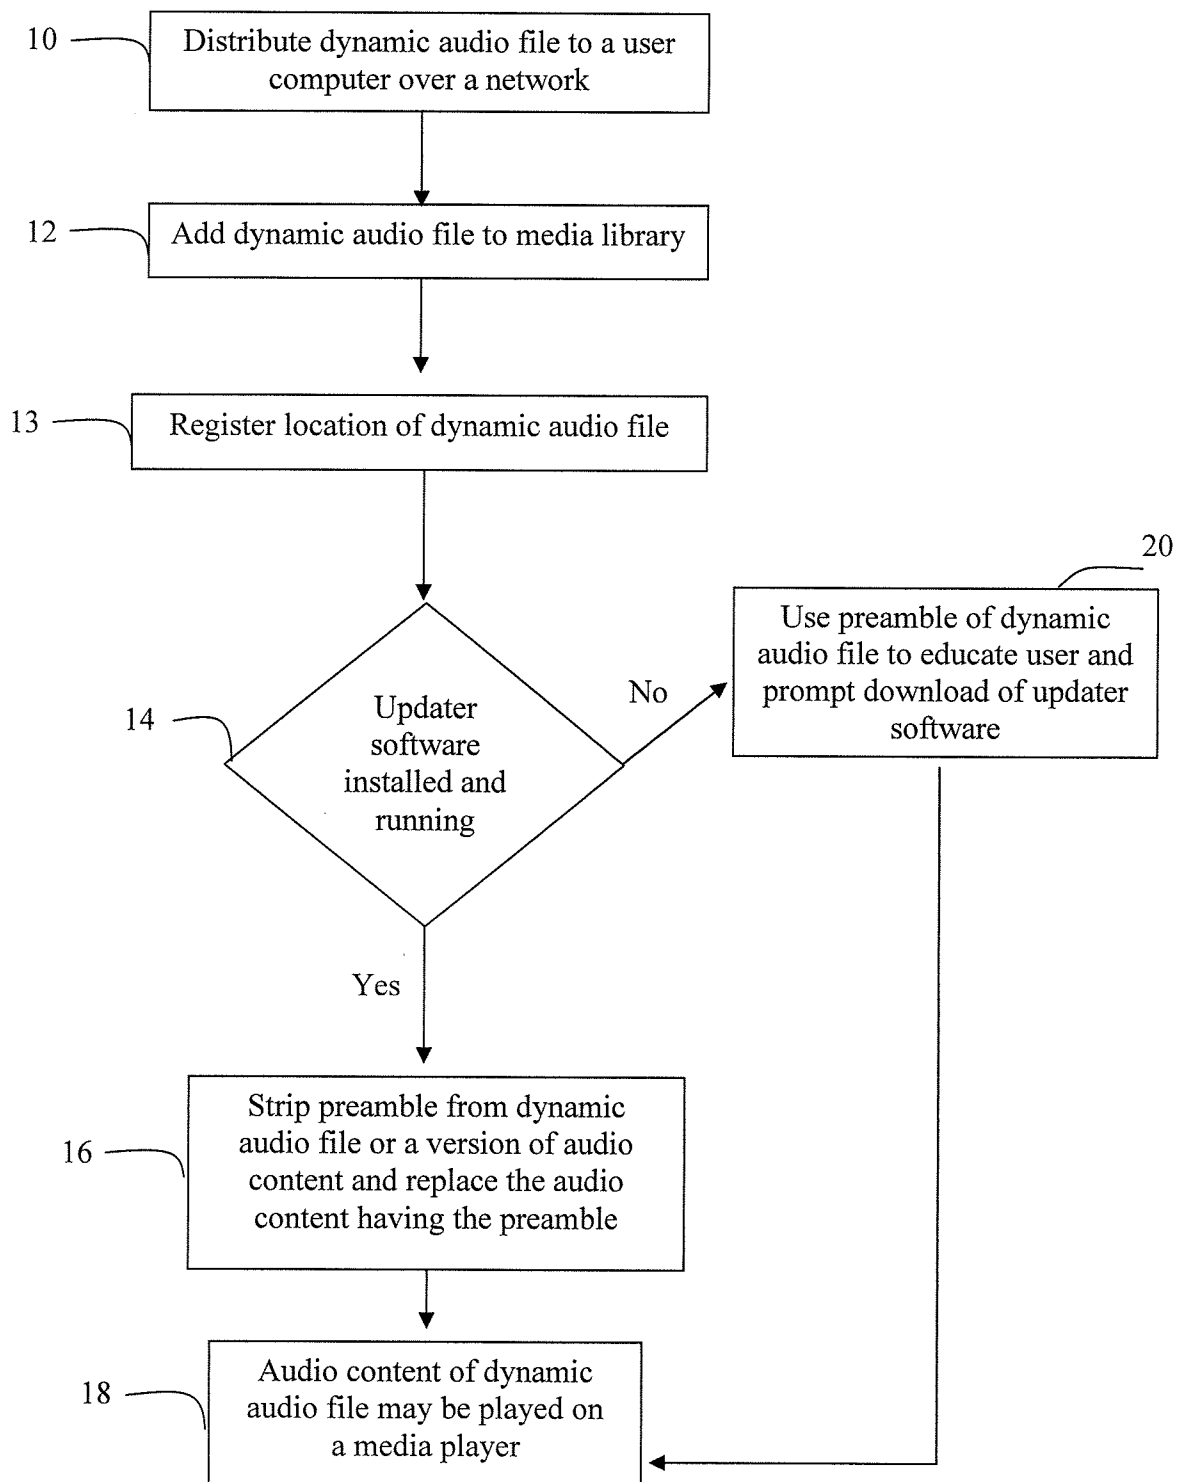 10
Distribute dynamic audio file to a user
computer over a network
12
Add dynamic audio file to media library
13
Register location of dynamic audio file
14
Updater
software
installed and
running
No
20
Use preamble of dynamic
audio file to educate user and
prompt download of updater
software
Yes
16
Strip preamble from dynamic
audio file or a version of audio
content and replace the audio
content having the preamble
18
Audio content of dynamic
audio file may be played on
a media player